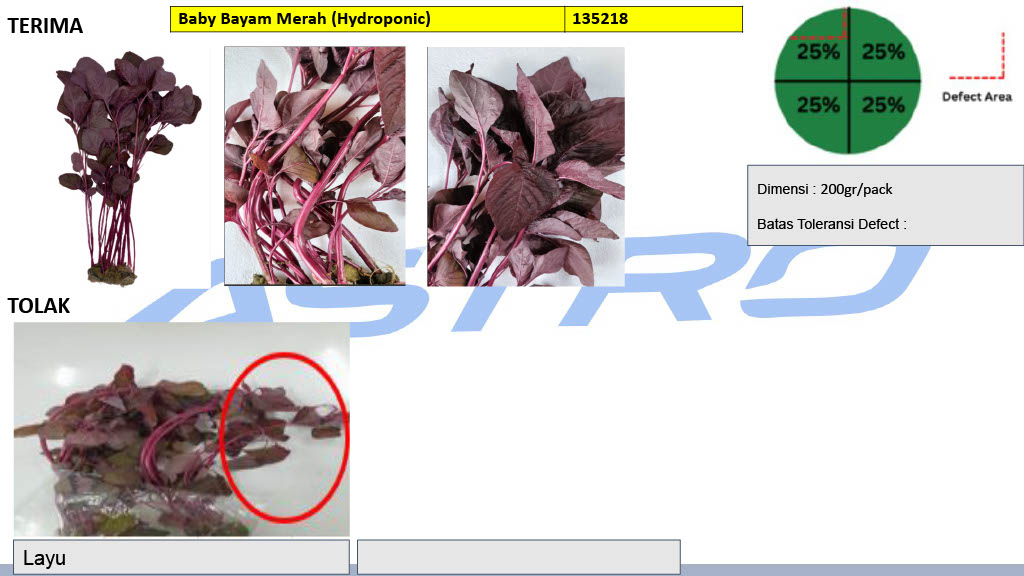 TERIMA
Baby Bayam Merah (Hydroponic) 135218
25% 25%
25% 25%
Defect Area
Dimensi : 200gr/pack
Batas Toleransi Defect :
ASTRO
TOLAK
Layu